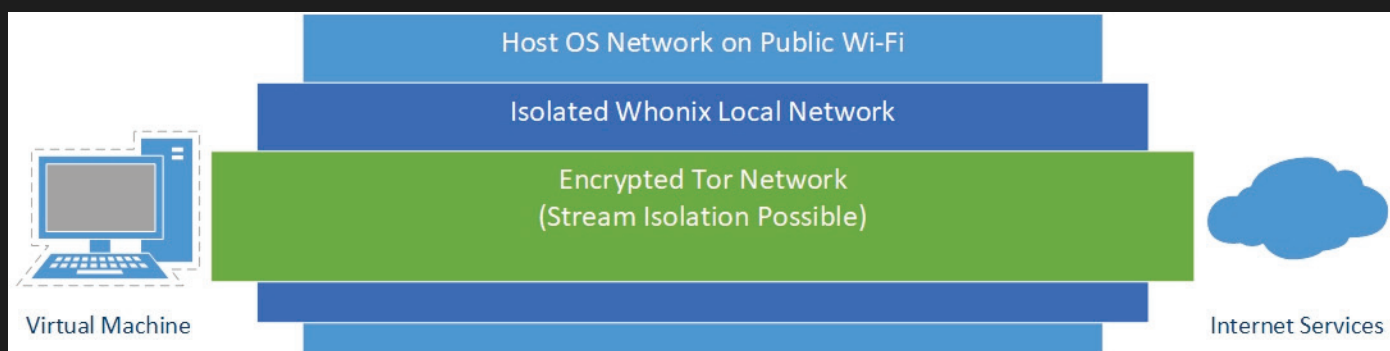 Host OS Network on Public Wi-Fi
Isolated Whonix Local Network
Encrypted Tor Network
(Stream Isolation Possible)
Virtual Machine
Internet Services